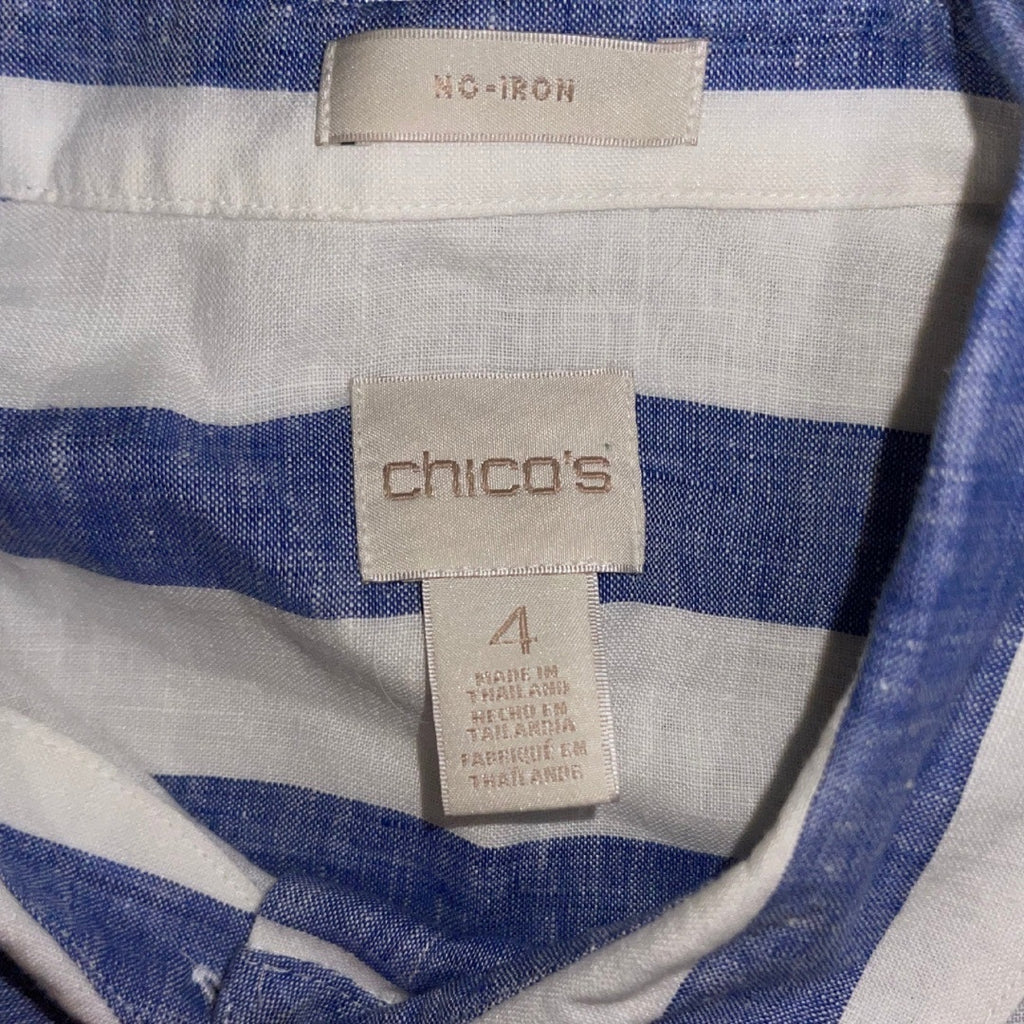 NO-IRON
chico's
4
MADE IN
THAILAND
HECHO EN
TAILANDIA
FABRIQUÉ EN
THAÏLANDE